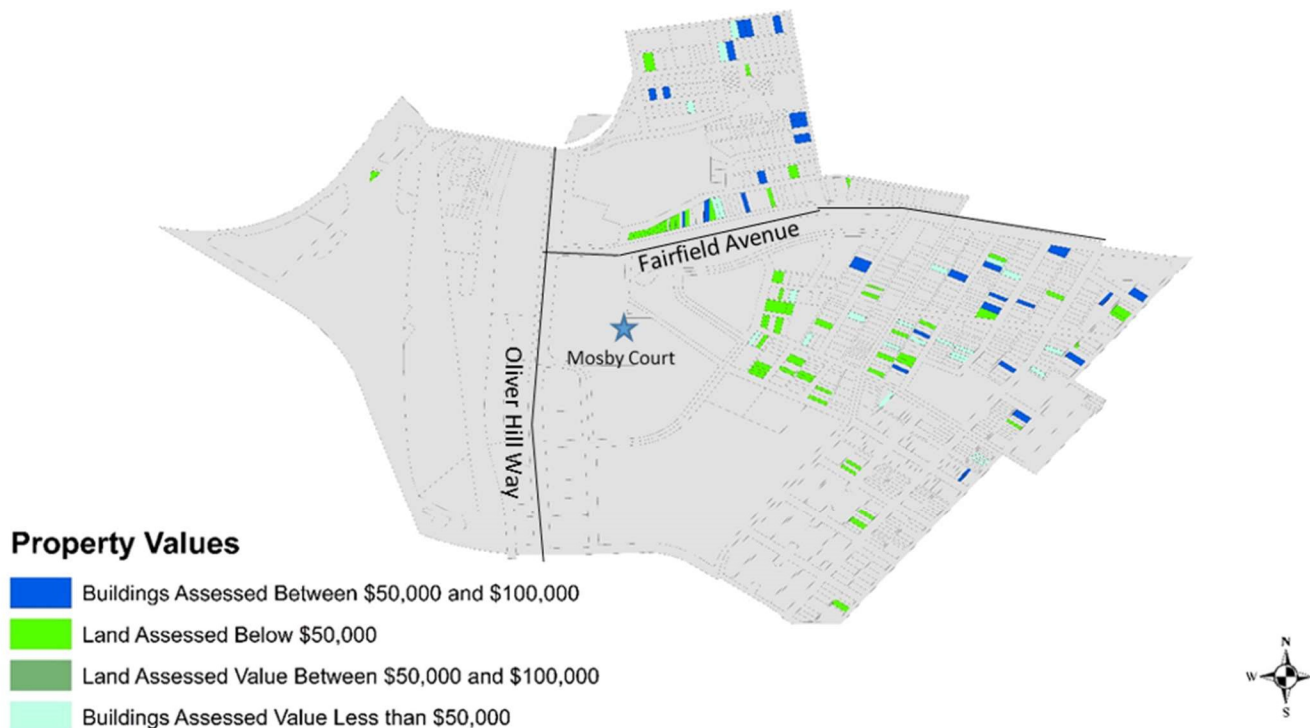 Fairfield Avenue
Mosby Court
Oliver Hill Way
Property Values
Buildings Assessed Between $50,000 and $100,000
Land Assessed Below $50,000
Land Assessed Value Between $50,000 and $100,000
Buildings Assessed Value Less than $50,000
N
W
S